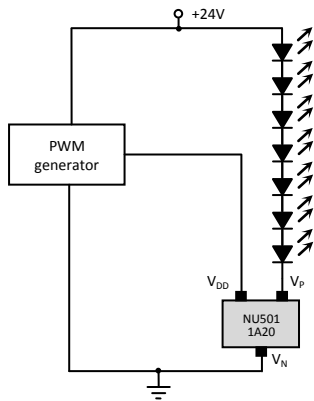 +24V
PWM
generator
VDD
VP
NU501
1A20
VN